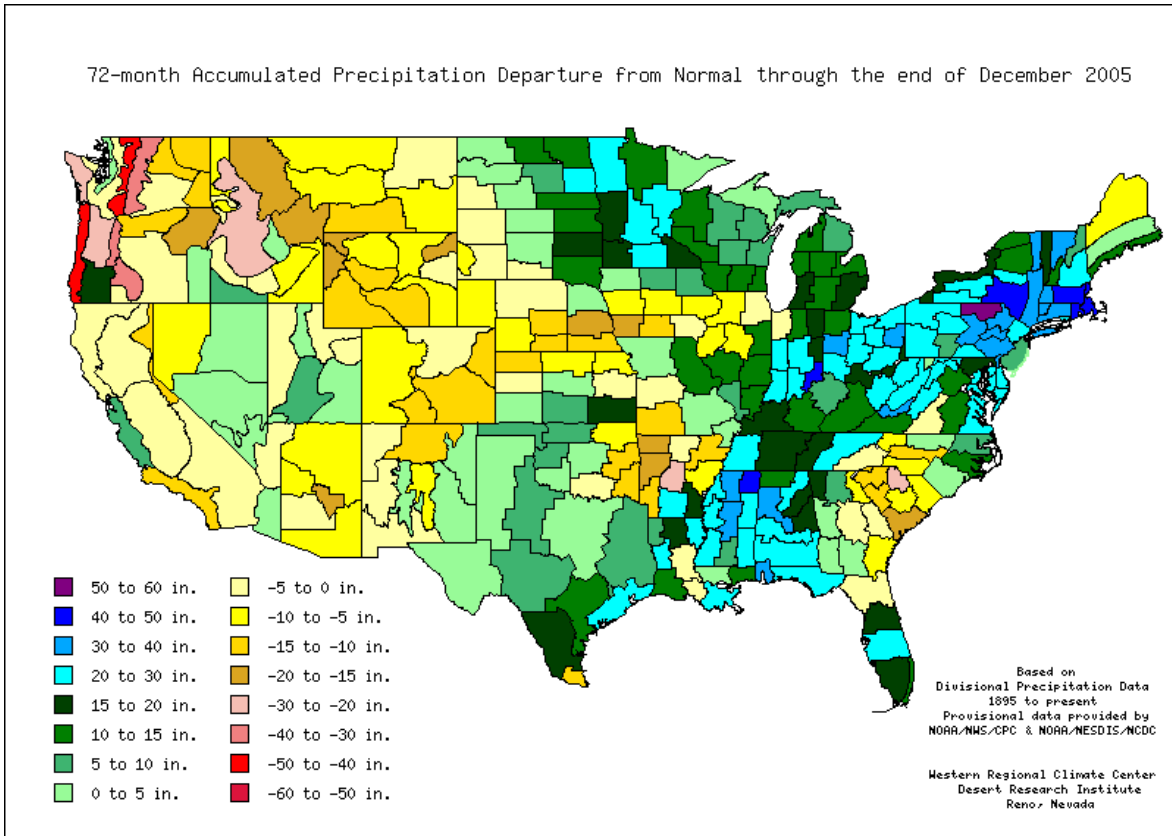 72-month Accumulated Precipitation Departure from Normal through the end of December 2005
50 to 60 in.
40 to 50 in.
30 to 40 in.
20 to 30 in.
15 to 20 in.
10 to 15 in.
5 to 10 in.
0 to 5 in.
-5 to 0 in.
-10 to -5 in.
-15 to -10 in.
-20 to -15 in.
-30 to -20 in.
-40 to -30 in.
-50 to -40 in.
-60 to -50 in.
Based on
Divisional Precipitation Data
1895 to present
Provisional data provided by
NOAA/NWS/CPC & NOAA/NESDIS/NCDC
Western Regional Climate Center
Desert Research Institute
Reno, Nevada